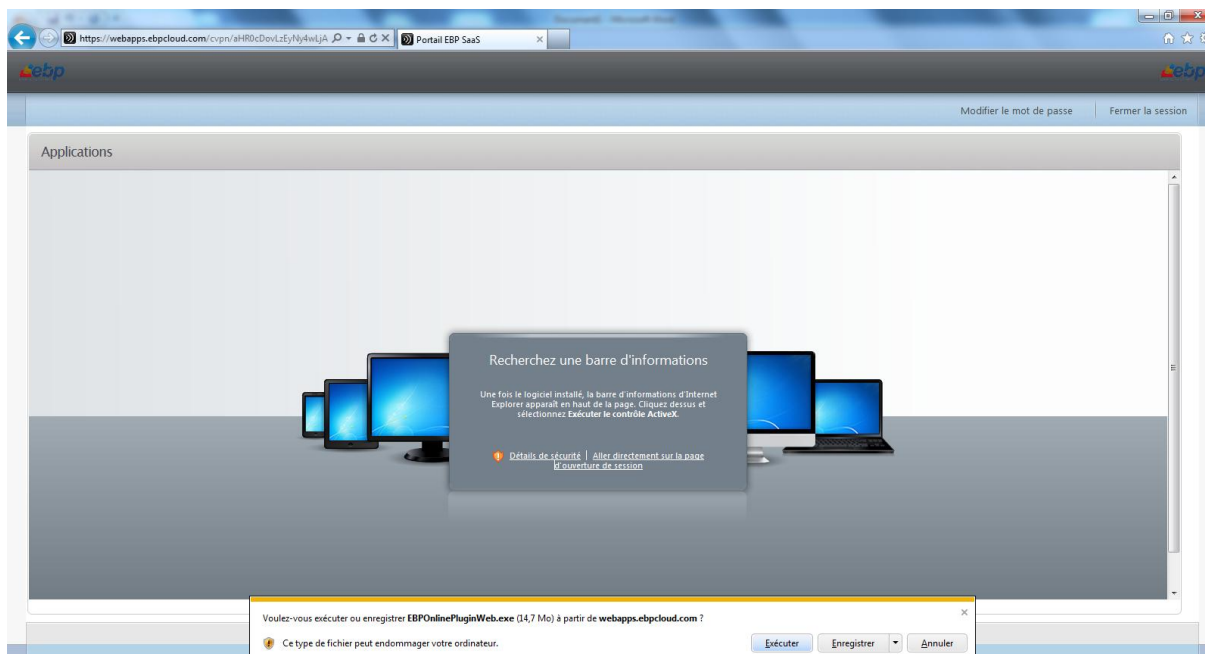 https://webapps.ebpcloud.com/cvpn/aHR0cDovLzEyNy4wLjA
Portail EBP SaaS
ebp
ebp
Modifier le mot de passe
Fermer la session
Applications
Recherchez une barre d'informations
Une fois le logiciel installé, la barre d'informations d'Internet
Explorer apparaît en haut de la page. Cliquez dessus et
sélectionnez Exécuter le contrôle ActiveX.
Détails de sécurité | Aller directement sur la page
d'ouverture de session
Voulez-vous exécuter ou enregistrer EBPOnlinePluginWeb.exe (14,7 Mo) à partir de webapps.ebpcloud.com ?
Ce type de fichier peut endommager votre ordinateur.
Exécuter
Enregistrer
Annuler